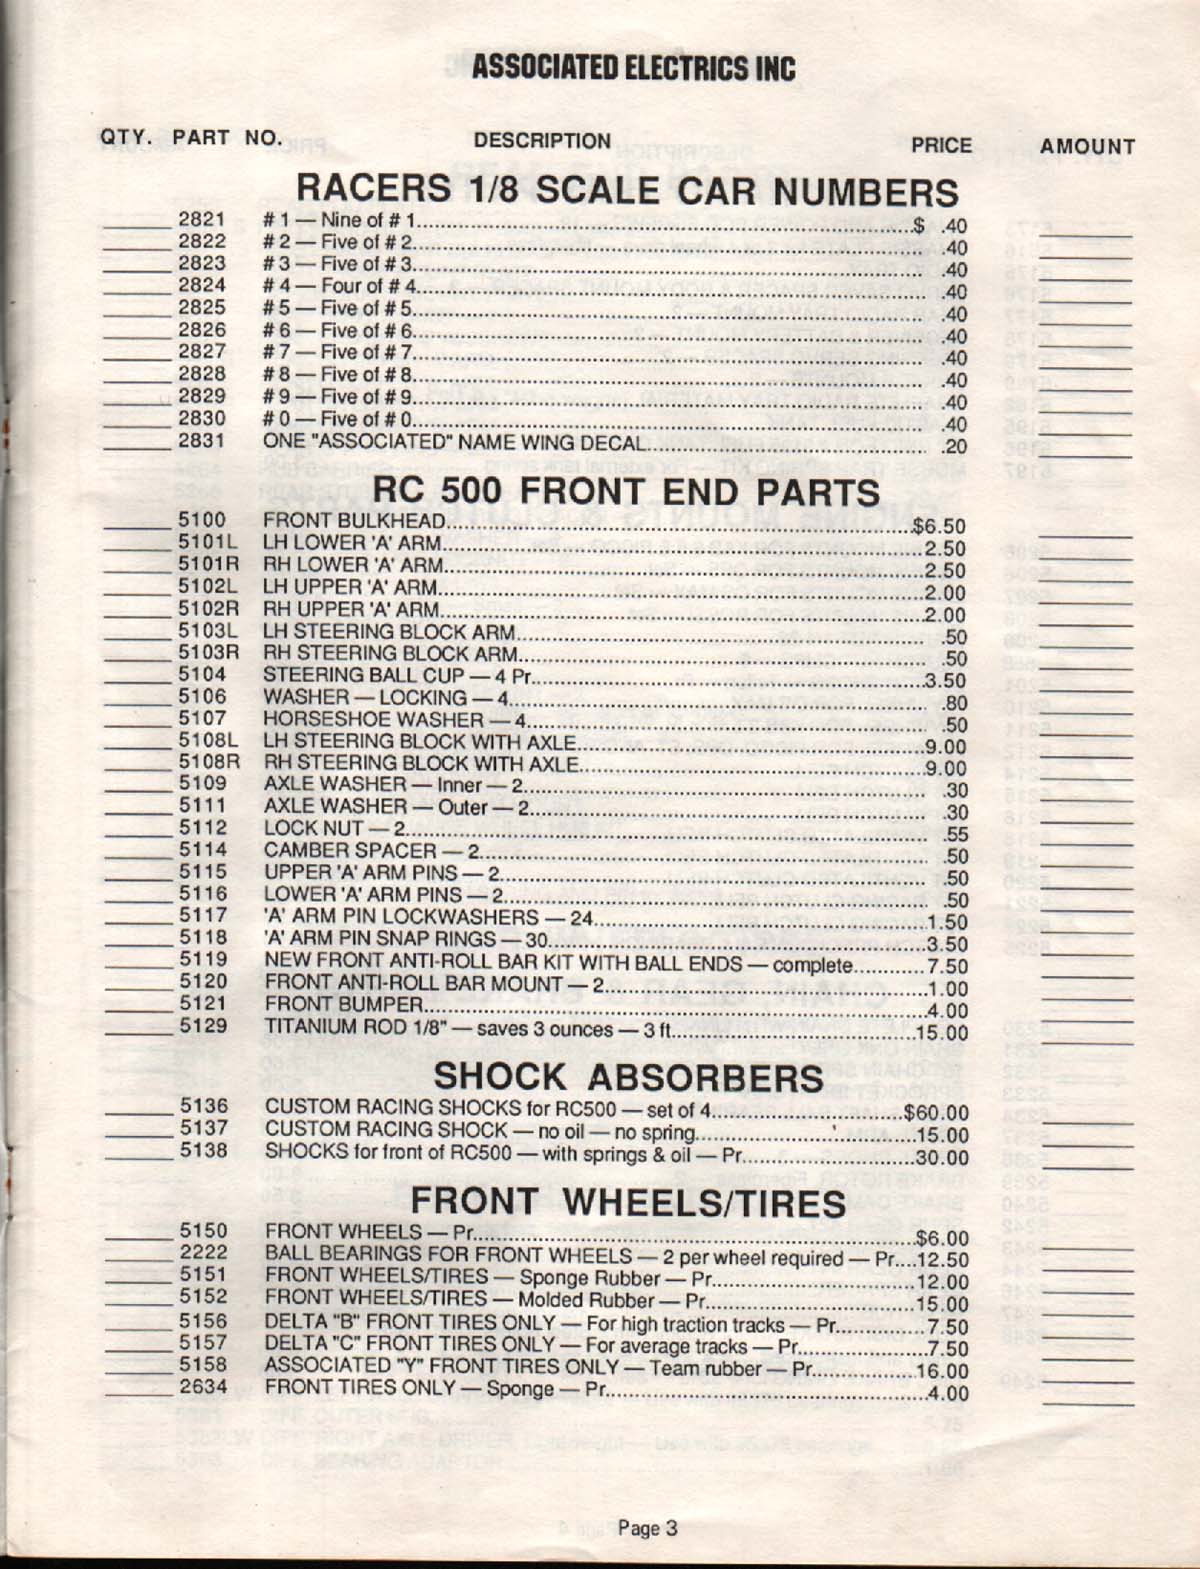 ASSOCIATED ELECTRICS INC
QTY. PART NO. DESCRIPTION PRICE AMOUNT
RACERS 1/8 SCALE CAR NUMBERS
2821 # 1 — Nine of # 1 $ .40
2822 # 2 — Five of # 2 .40
2823 # 3 — Five of # 3 .40
2824 # 4 — Four of # 4 .40
2825 # 5 — Five of # 5 .40
2826 # 6 — Five of # 6 .40
2827 # 7 — Five of # 7 .40
2828 # 8 — Five of # 8 .40
2829 # 9 — Five of # 9 .40
2830 # 0 — Five of # 0 .40
2831 ONE "ASSOCIATED" NAME WING DECAL .20
RC 500 FRONT END PARTS
5100 FRONT BULKHEAD $6.50
5101L LH LOWER 'A' ARM 2.50
5101R RH LOWER 'A' ARM 2.50
5102L LH UPPER 'A' ARM 2.00
5102R RH UPPER 'A' ARM 2.00
5103L LH STEERING BLOCK ARM .50
5103R RH STEERING BLOCK ARM .50
5104 STEERING BALL CUP — 4 Pr 3.50
5106 WASHER — LOCKING — 4 .80
5107 HORSESHOE WASHER — 4 .50
5108L LH STEERING BLOCK WITH AXLE 9.00
5108R RH STEERING BLOCK WITH AXLE 9.00
5109 AXLE WASHER — Inner — 2 .30
5111 AXLE WASHER — Outer — 2 .30
5112 LOCK NUT — 2 .55
5114 CAMBER SPACER — 2 .50
5115 UPPER 'A' ARM PINS — 2 .50
5116 LOWER 'A' ARM PINS — 2 .50
5117 'A' ARM PIN LOCKWASHERS — 24 1.50
5118 'A' ARM PIN SNAP RINGS — 30 3.50
5119 NEW FRONT ANTI-ROLL BAR KIT WITH BALL ENDS — complete 7.50
5120 FRONT ANTI-ROLL BAR MOUNT — 2 1.00
5121 FRONT BUMPER 4.00
5129 TITANIUM ROD 1/8" — saves 3 ounces — 3 ft 15.00
SHOCK ABSORBERS
5136 CUSTOM RACING SHOCKS for RC500 — set of 4 $60.00
5137 CUSTOM RACING SHOCK — no oil — no spring 15.00
5138 SHOCKS for front of RC500 — with springs & oil — Pr 30.00
FRONT WHEELS/TIRES
5150 FRONT WHEELS — Pr $6.00
2222 BALL BEARINGS FOR FRONT WHEELS — 2 per wheel required — Pr 12.50
5151 FRONT WHEELS/TIRES — Sponge Rubber — Pr 12.00
5152 FRONT WHEELS/TIRES — Molded Rubber — Pr 15.00
5156 DELTA "B" FRONT TIRES ONLY — For high traction tracks — Pr 7.50
5157 DELTA "C" FRONT TIRES ONLY — For average tracks — Pr 7.50
5158 ASSOCIATED "Y" FRONT TIRES ONLY — Team rubber — Pr 16.00
2634 FRONT TIRES ONLY — Sponge — Pr 4.00
Page 3